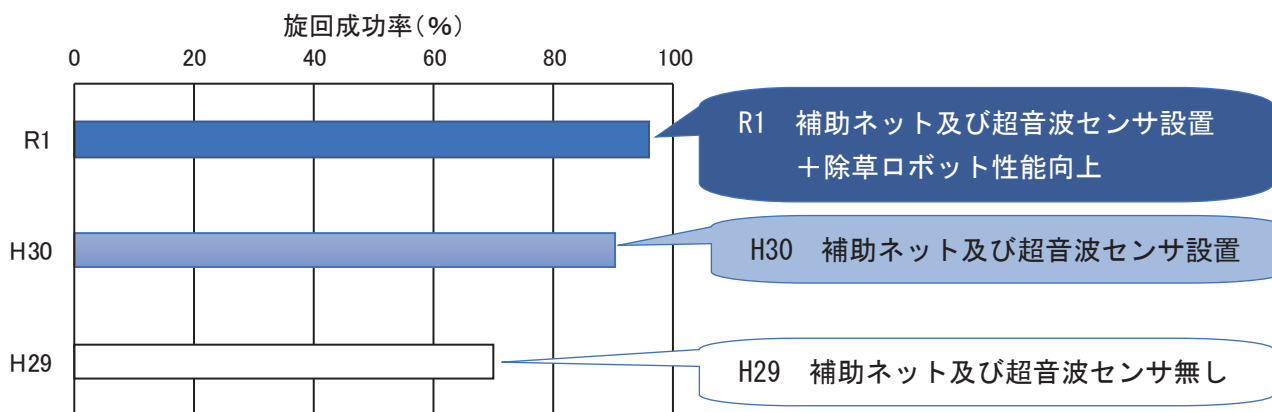 旋回成功率(%)
0 20 40 60 80 100
R1
R1 補助ネット及び超音波センサ設置
+除草ロボット性能向上
H30
H30 補助ネット及び超音波センサ設置
H29
H29 補助ネット及び超音波センサ無し